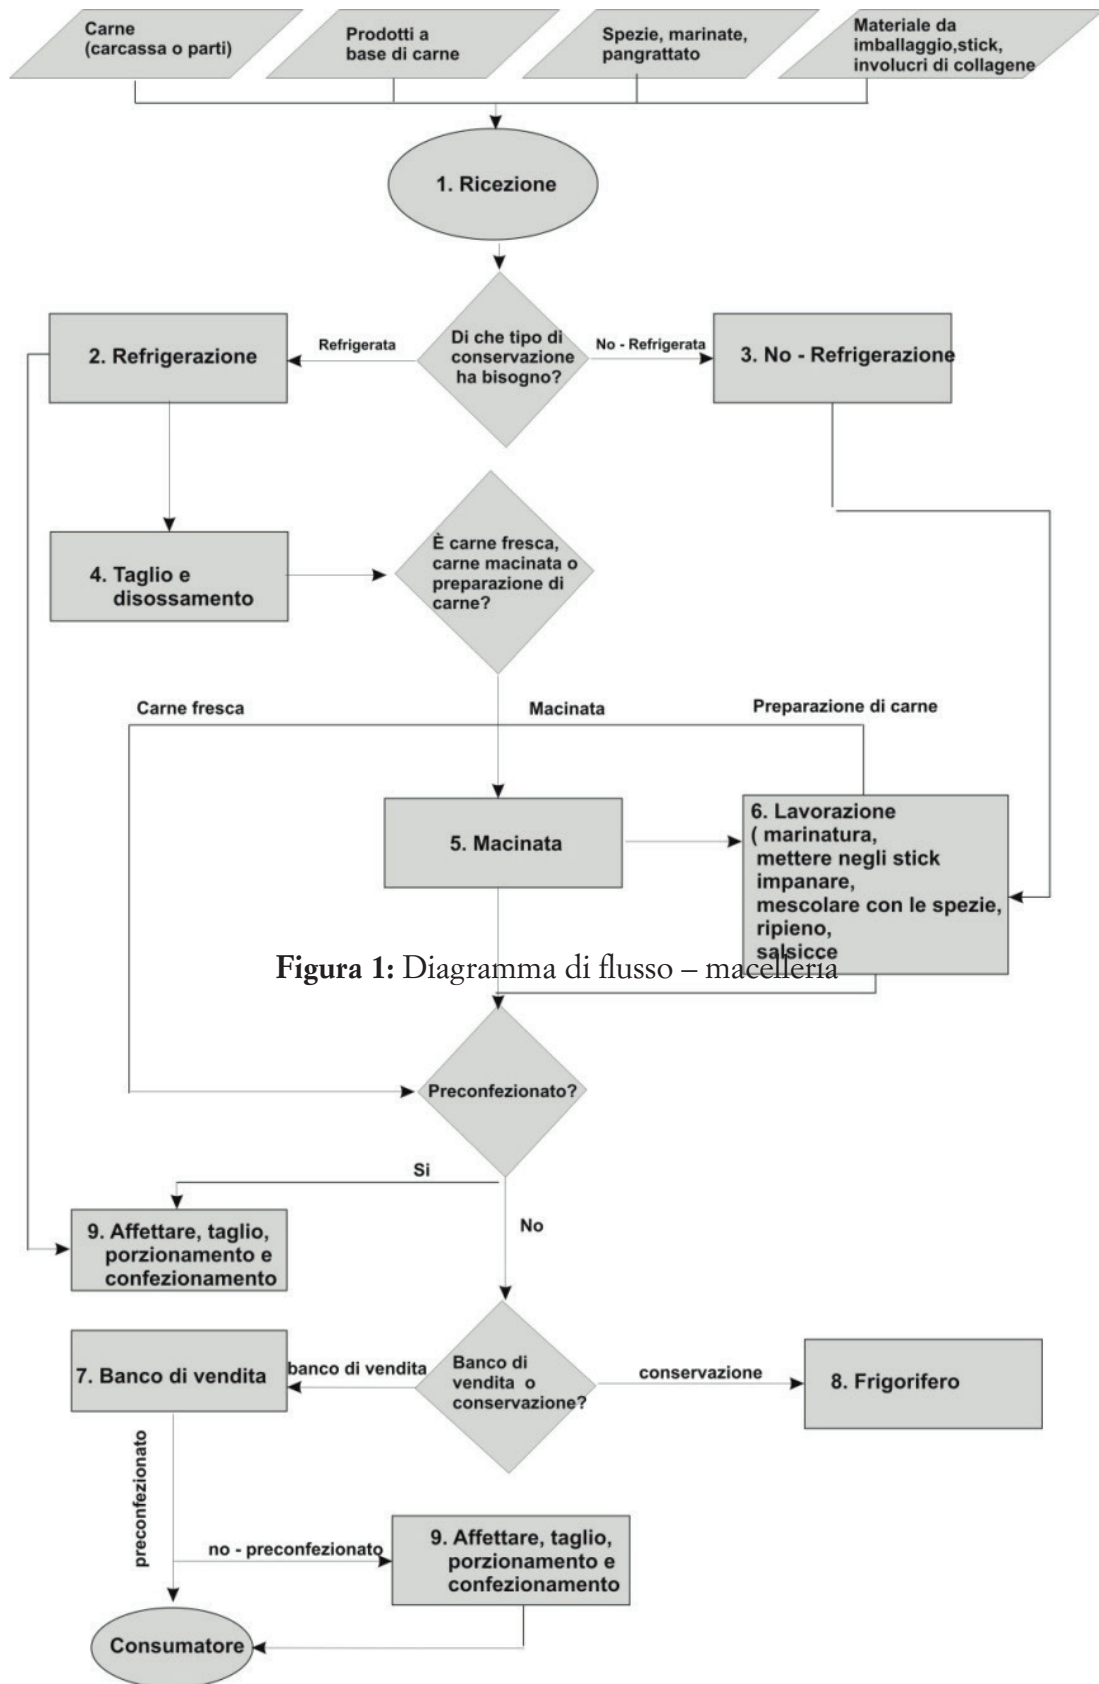 Carne
(carcassa o parti)
Prodotti a
base di carne
Spezie, marinate,
pangrattato
Materiale da
imballaggio,stick,
involucri di collagene
1. Ricezione
Di che tipo di
conservazione
ha bisogno?
Refrigerata
No - Refrigerata
2. Refrigerazione
3. No - Refrigerazione
4. Taglio e
disossamento
È carne fresca,
carne macinata o
preparazione di
carne?
Carne fresca
Macinata
Preparazione di carne
5. Macinata
6. Lavorazione
( marinatura,
mettere negli stick
impanare,
mescolare con le spezie,
ripieno,
salsicce
Figura 1: Diagramma di flusso – macelleria
Preconfezionato?
Si
No
9. Affettare, taglio,
porzionamento e
confezionamento
Banco di
vendita o
conservazione?
banco di vendita
conservazione
7. Banco di vendita
8. Frigorifero
preconfezionato
no - preconfezionato
9. Affettare, taglio,
porzionamento e
confezionamento
Consumatore